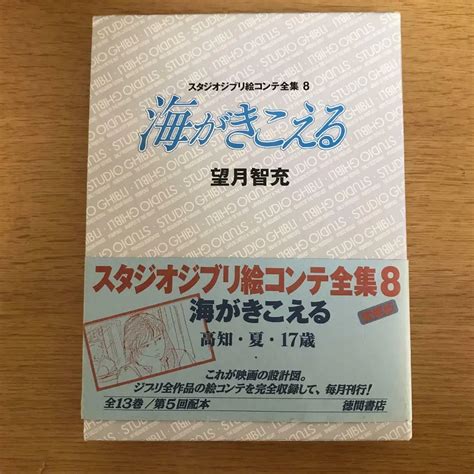 スタジオジブリ絵コンテ全集 8
海がきこえる
望月智充
スタジオジブリ絵コンテ全集8
海がきこえる
高知・夏・17歳
これが映画の設計図。
ジブリ全作品の絵コンテを完全収録して、毎月刊行!
全13巻/第5回配本
徳間書店